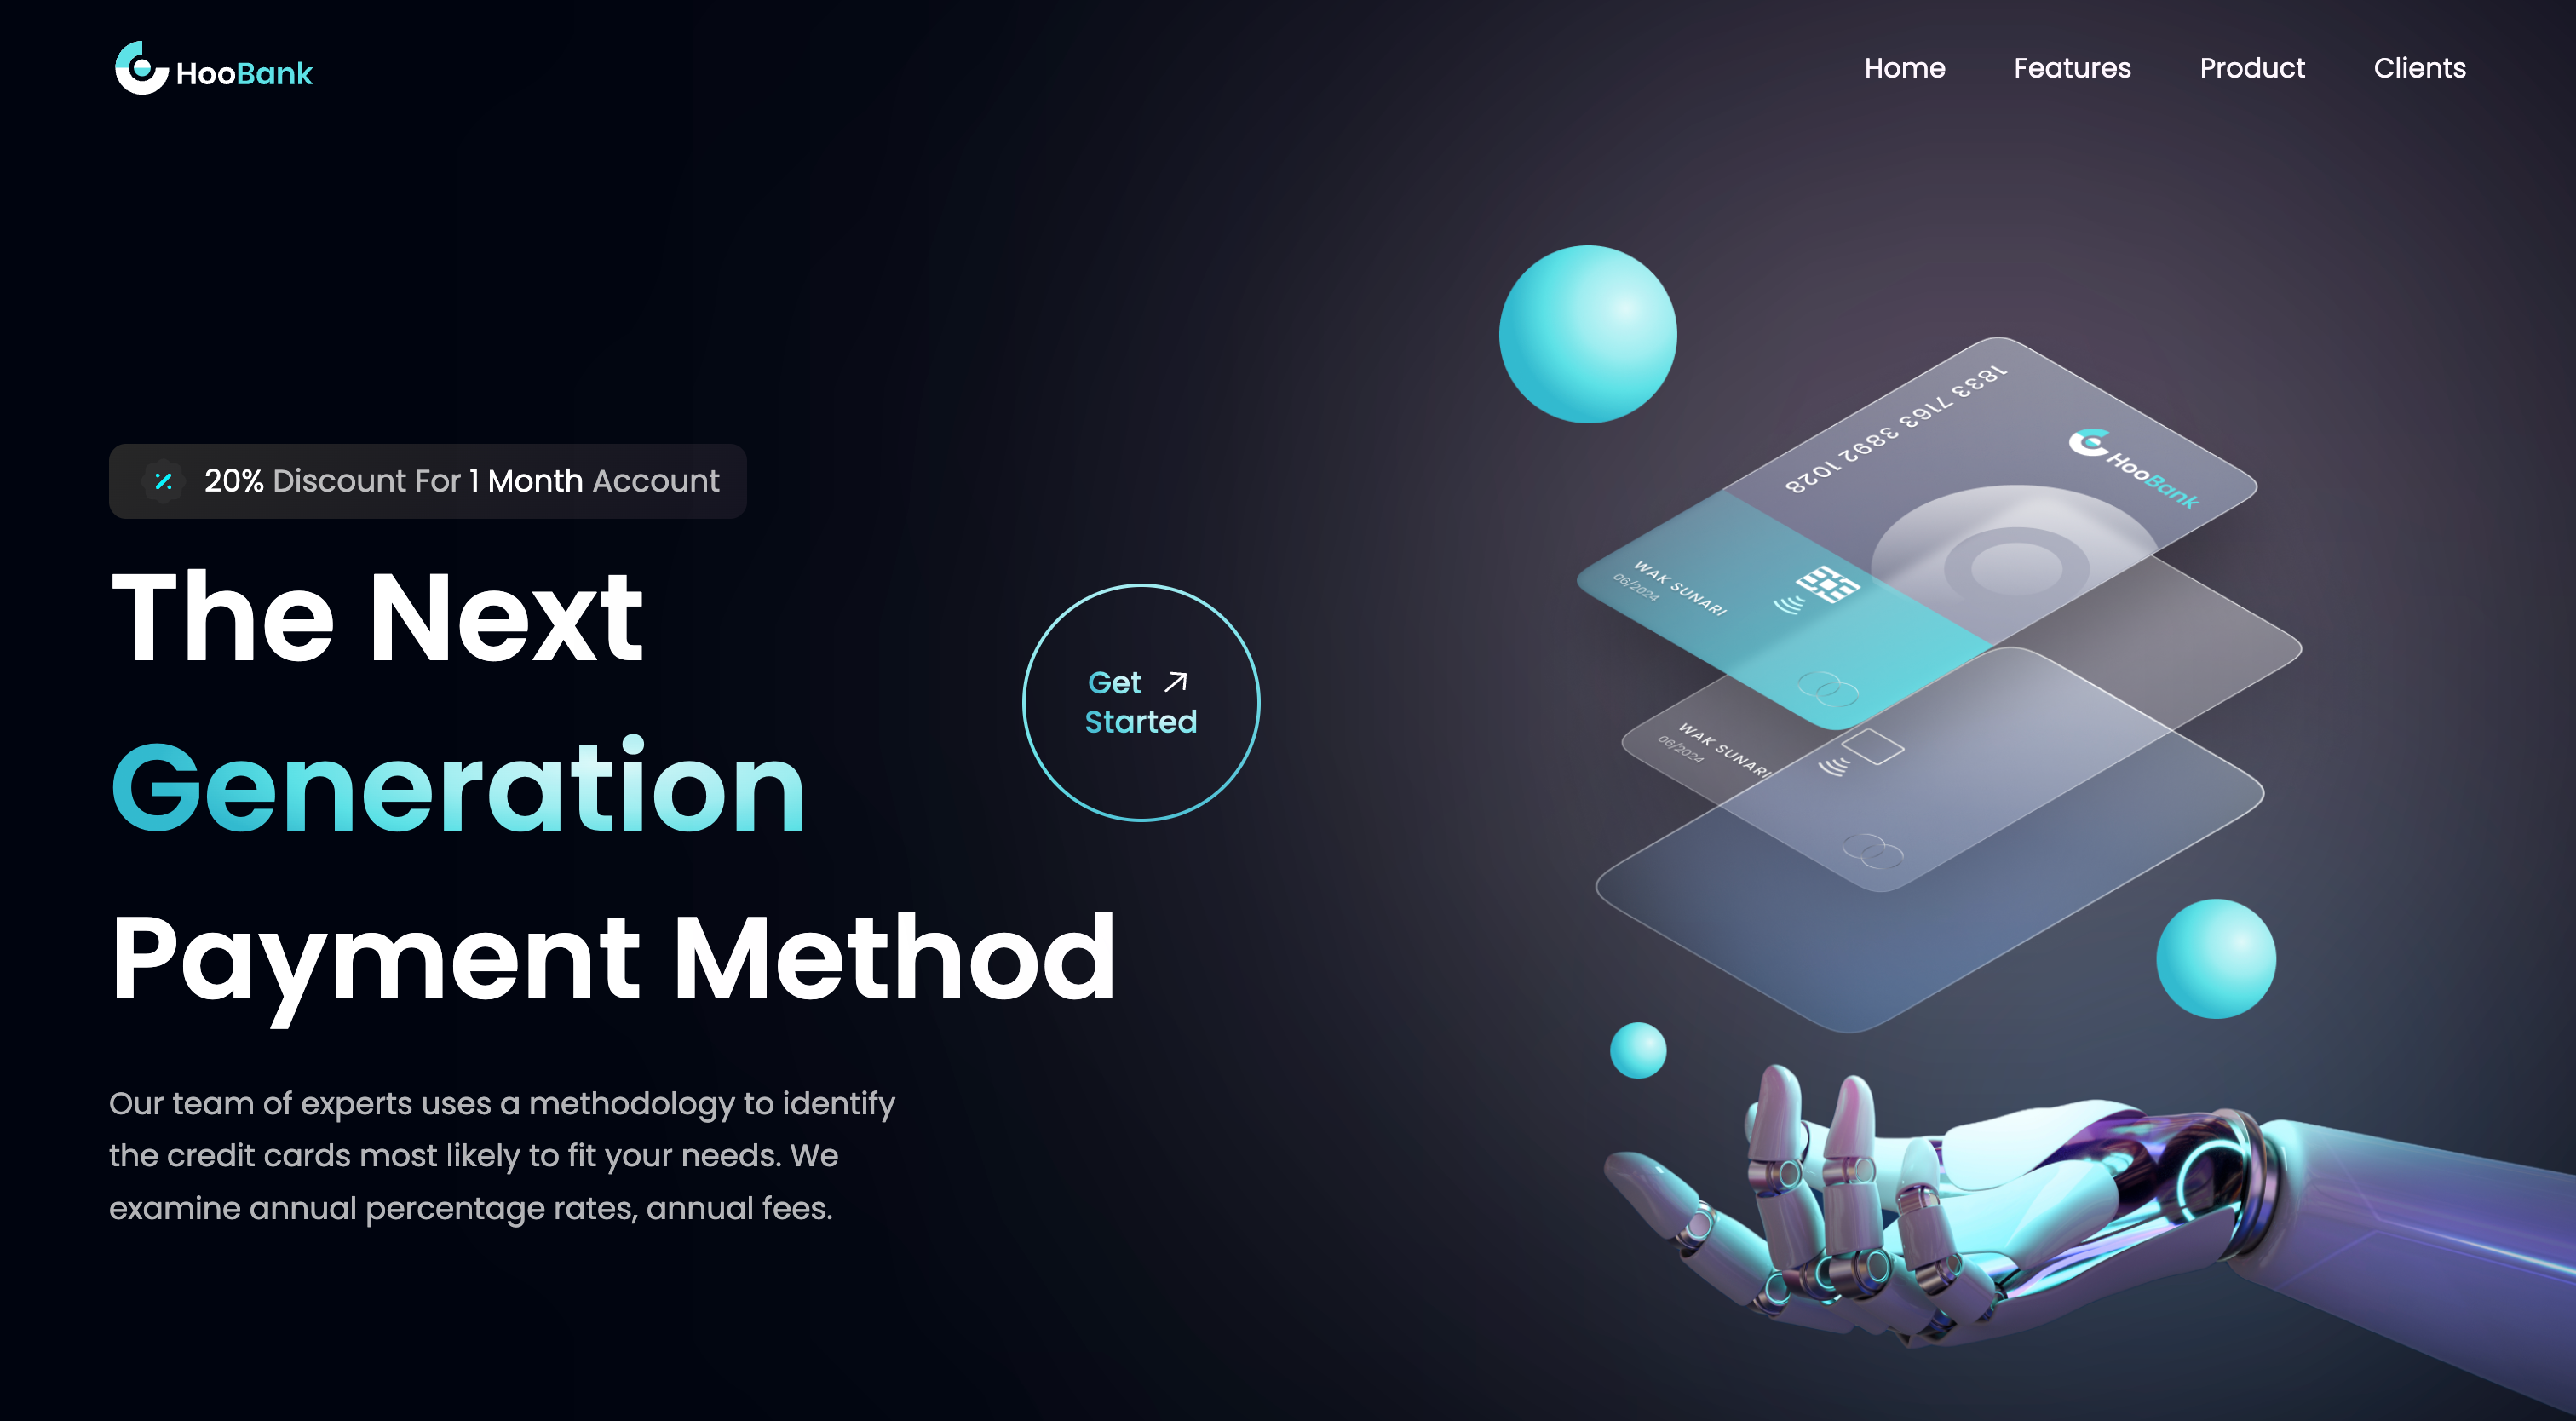 HooBank
Home Features Product Clients
20% Discount For 1 Month Account
The Next
Generation
Payment Method
Get
Started
Our team of experts uses a methodology to identify
the credit cards most likely to fit your needs. We
examine annual percentage rates, annual fees.
1833 7163 3892 1028
HooBank
WAK SUNARI
06/2024
WAK SUNARI
06/2024